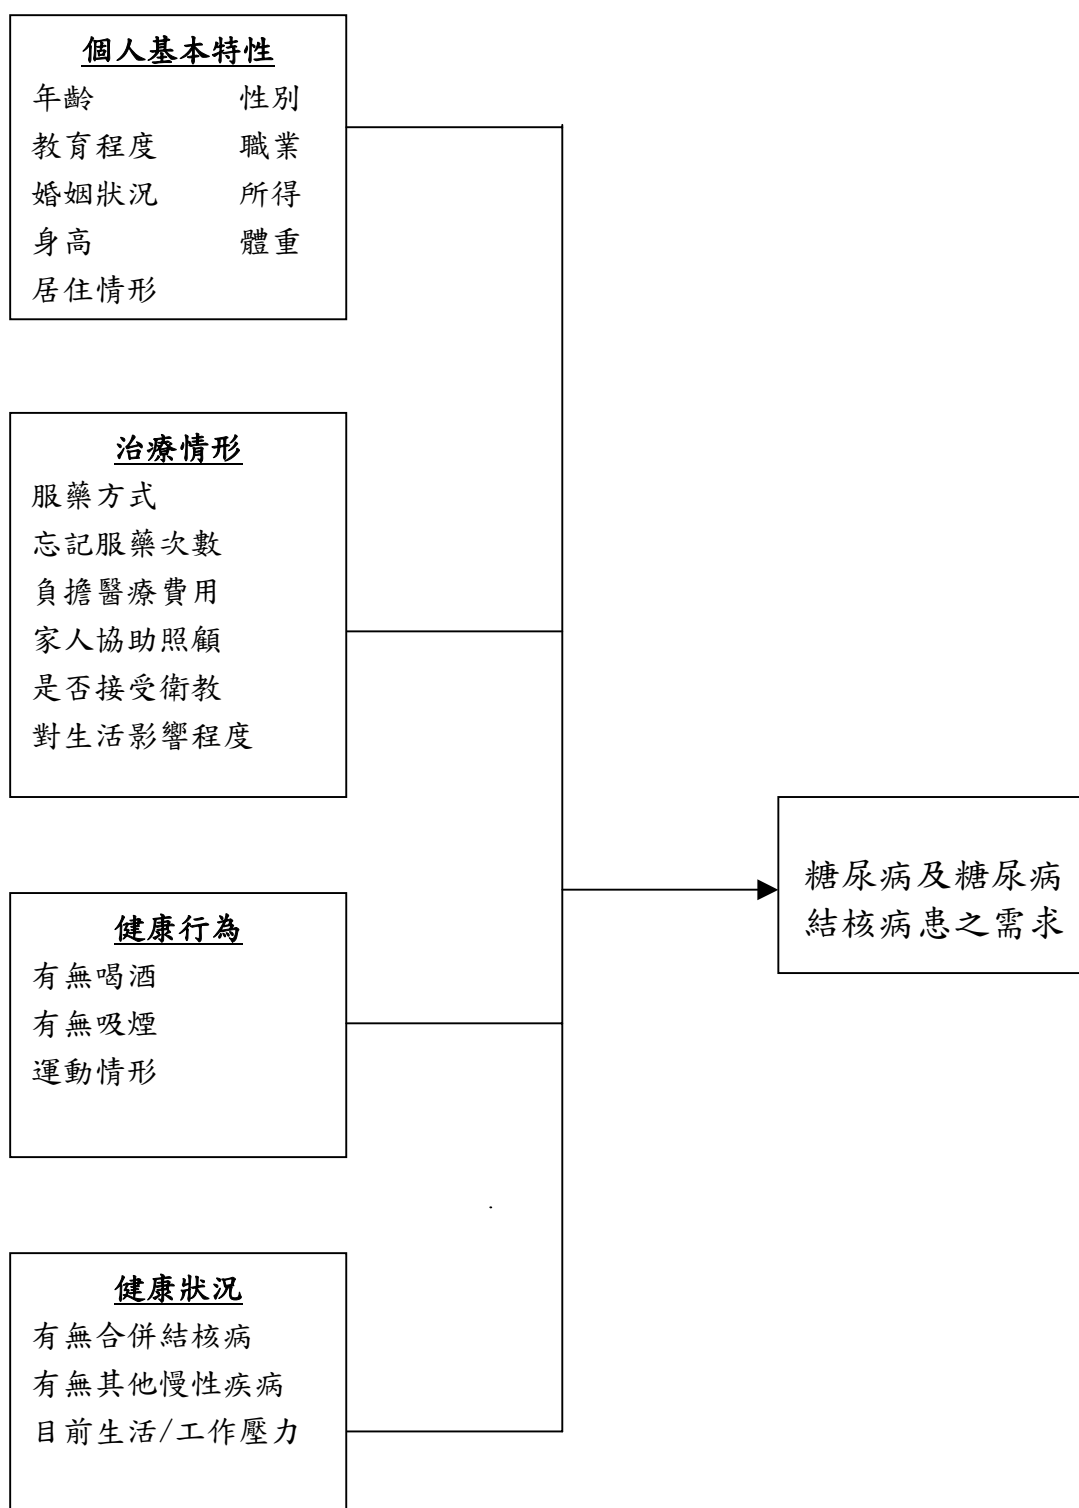 個人基本特性
年齡 性別
教育程度 職業
婚姻狀況 所得
身高 體重
居住情形
治療情形
服藥方式
忘記服藥次數
負擔醫療費用
家人協助照顧
是否接受衛教
對生活影響程度
健康行為
有無喝酒
有無吸煙
運動情形
健康狀況
有無合併結核病
有無其他慢性疾病
目前生活/工作壓力
糖尿病及糖尿病
結核病患之需求